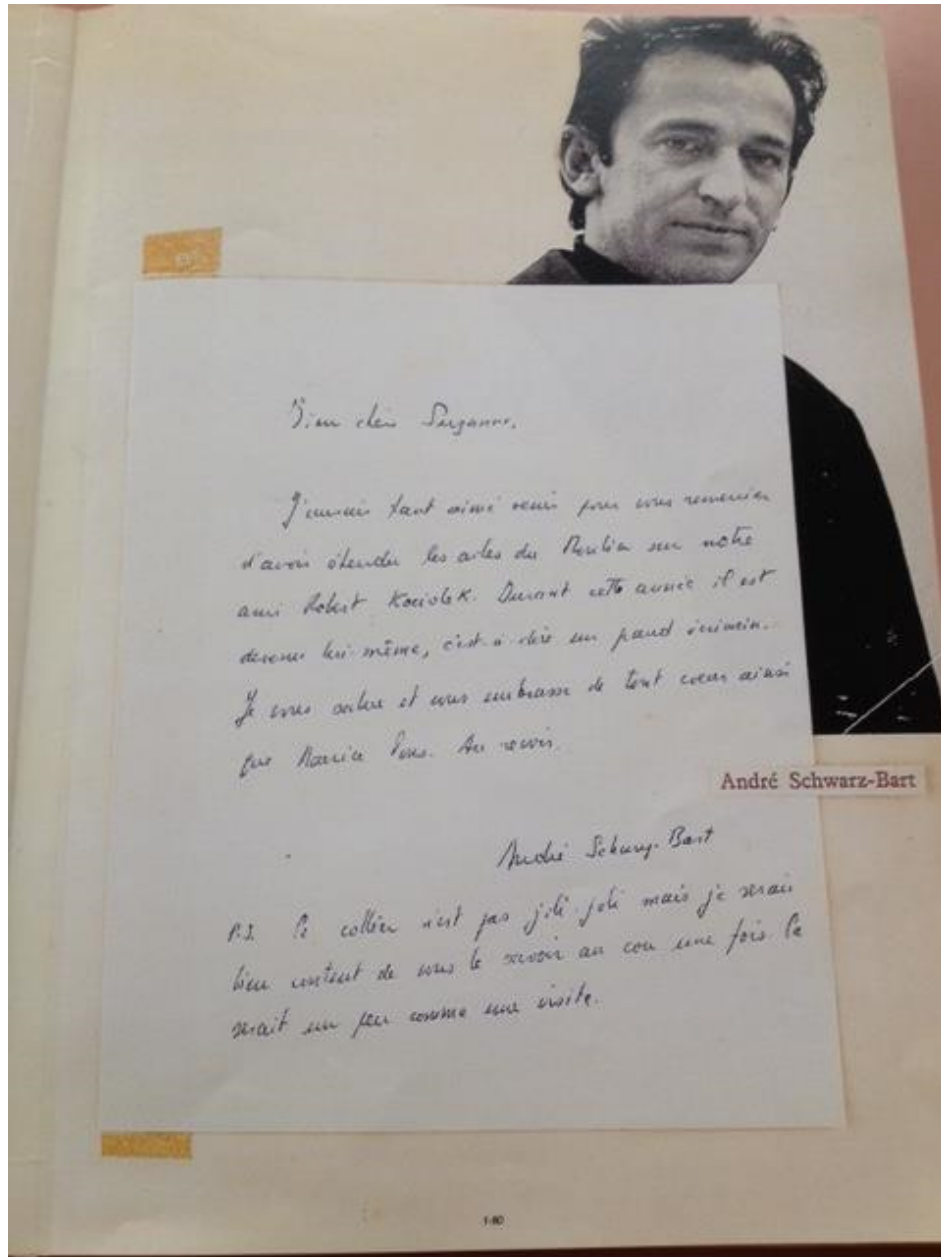 Bien chère Suzanne,
J'aurais tant aimé venir pour vous remercier
d'avoir étendu les ailes du Moulin sur notre
ami Robert Kociolek. Durant cette année il est
devenu lui-même, c'est-à-dire un grand écrivain.
Je vous salue et vous embrasse de tout cœur ainsi
que Maurice Pons. Au revoir.
André Schwarz-Bart
André Schwarz-Bart
P.S. Ce collier n'est pas joli-joli mais je serais
bien content de vous le savoir au cou une fois. Ce
serait un peu comme une visite.
1-80